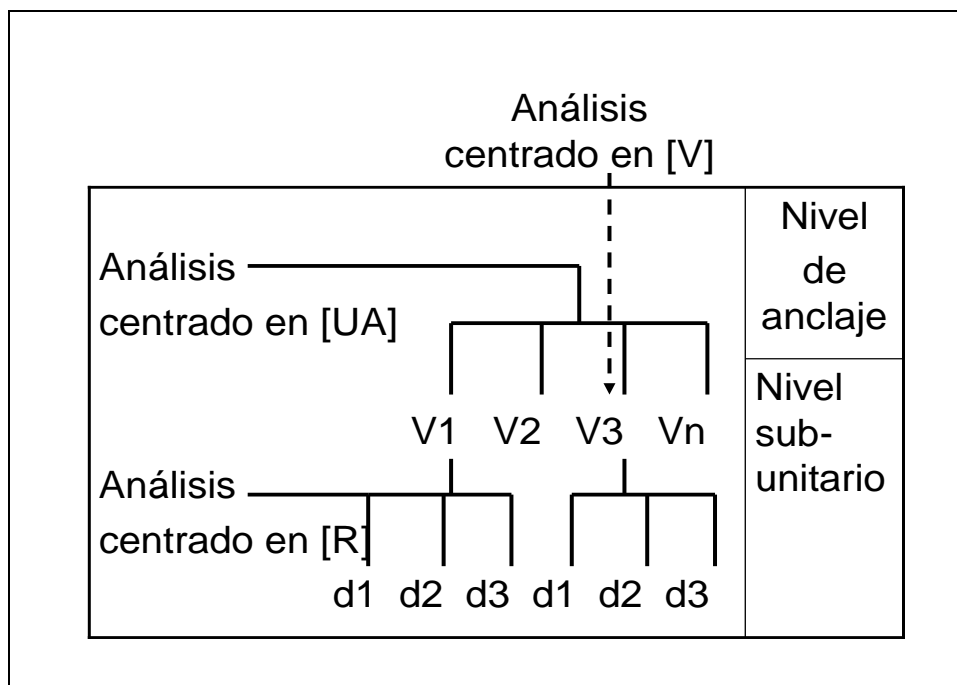 Análisis
centrado en [V]
Análisis
centrado en [UA]
Nivel
de
anclaje
V1 V2 V3 Vn
Nivel
sub-
unitario
Análisis
centrado en [R]
d1 d2 d3 d1 d2 d3